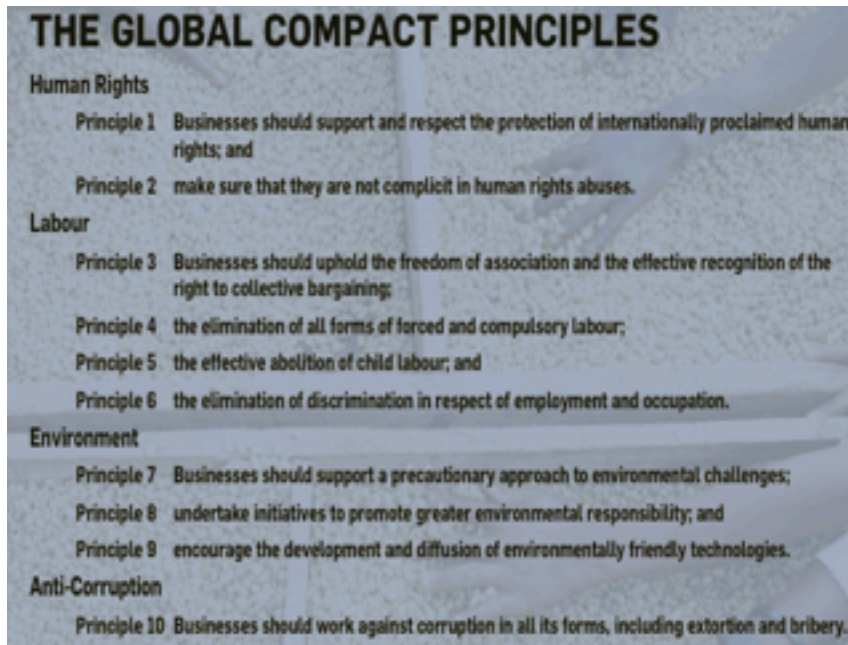 THE GLOBAL COMPACT PRINCIPLES
Human Rights
Principle 1 Businesses should support and respect the protection of internationally proclaimed human
rights; and
Principle 2 make sure that they are not complicit in human rights abuses.
Labour
Principle 3 Businesses should uphold the freedom of association and the effective recognition of the
right to collective bargaining;
Principle 4 the elimination of all forms of forced and compulsory labour;
Principle 5 the effective abolition of child labour; and
Principle 6 the elimination of discrimination in respect of employment and occupation.
Environment
Principle 7 Businesses should support a precautionary approach to environmental challenges;
Principle 8 undertake initiatives to promote greater environmental responsibility; and
Principle 9 encourage the development and diffusion of environmentally friendly technologies.
Anti-Corruption
Principle 10 Businesses should work against corruption in all its forms, including extortion and bribery.